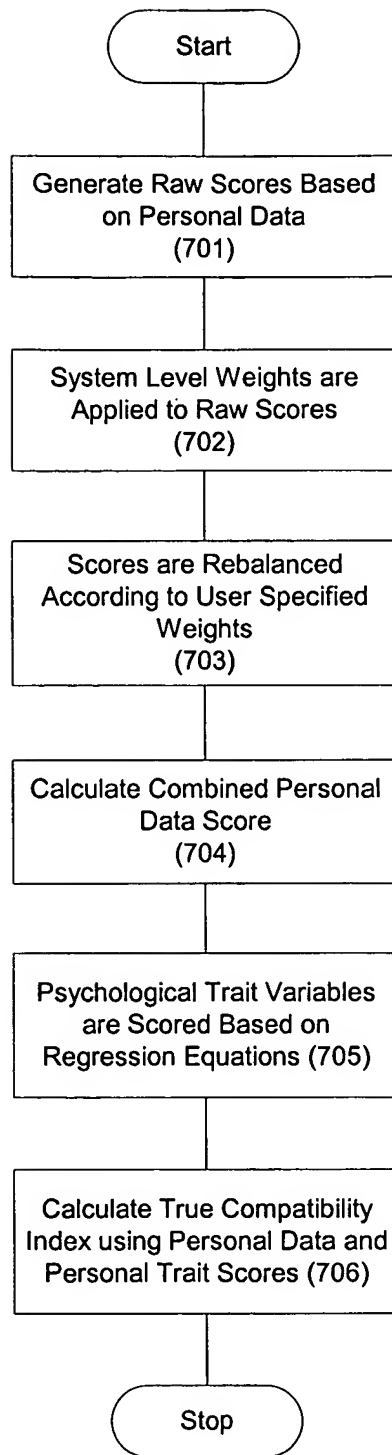 Start
Generate Raw Scores Based
on Personal Data
(701)
System Level Weights are
Applied to Raw Scores
(702)
Scores are Rebalanced
According to User Specified
Weights
(703)
Calculate Combined Personal
Data Score
(704)
Psychological Trait Variables
are Scored Based on
Regression Equations (705)
Calculate True Compatibility
Index using Personal Data and
Personal Trait Scores (706)
Stop